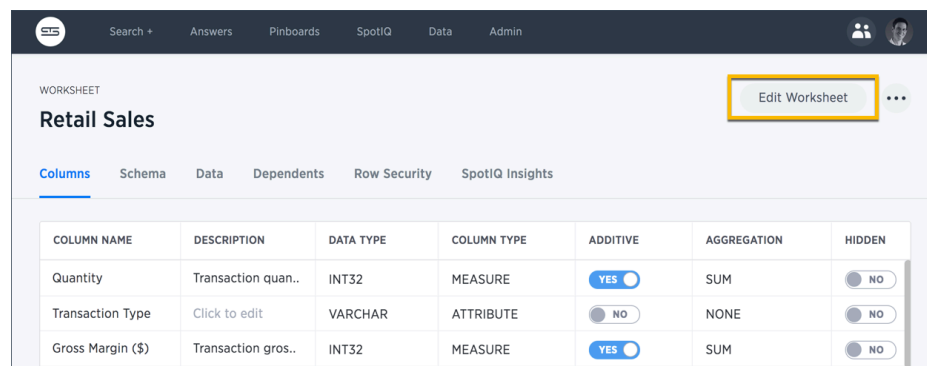 Search + Answers Pinboards SpotIQ Data Admin
WORKSHEET
Retail Sales
Edit Worksheet
Columns Schema Data Dependents Row Security SpotIQ Insights
COLUMN NAME DESCRIPTION DATA TYPE COLUMN TYPE ADDITIVE AGGREGATION HIDDEN
Quantity Transaction quan.. INT32 MEASURE YES SUM NO
Transaction Type Click to edit VARCHAR ATTRIBUTE NO NONE NO
Gross Margin ($) Transaction gros.. INT32 MEASURE YES SUM NO